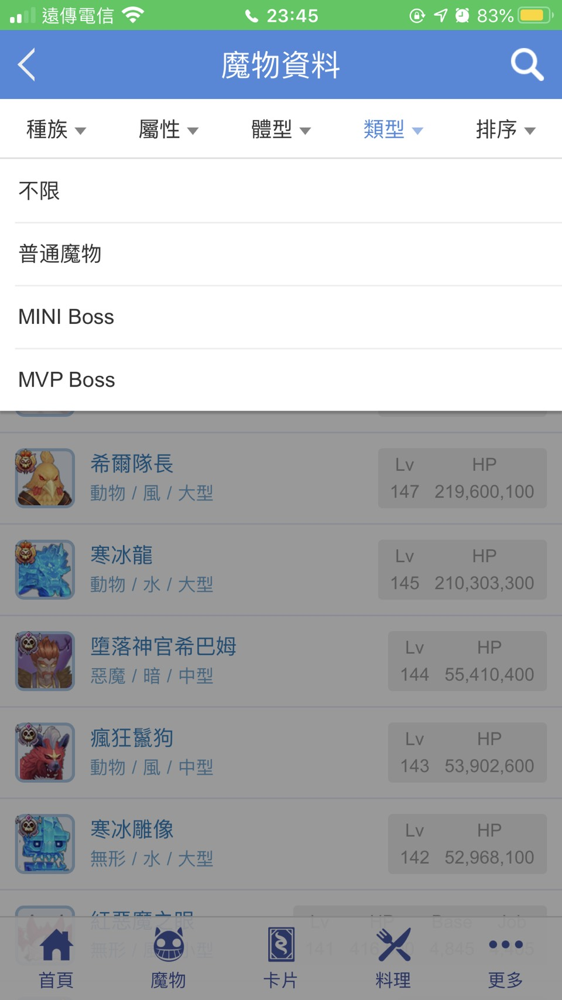 遠傳電信 23:45 83%
魔物資料
種族 屬性 體型 類型 排序
不限
普通魔物
MINI Boss
MVP Boss
希爾隊長 Lv HP
動物 / 風 / 大型 147 219,600,100
寒冰龍 Lv HP
動物 / 水 / 大型 145 210,303,300
墮落神官希巴姆 Lv HP
惡魔 / 暗 / 中型 144 55,410,400
瘋狂鬣狗 Lv HP
動物 / 風 / 中型 143 53,902,600
寒冰雕像 Lv HP
無形 / 水 / 大型 142 52,968,100
紅惡魔之眼 Lv HP Base Job
無形 / 風 小型 141 4,845
首頁 魔物 卡片 料理 更多